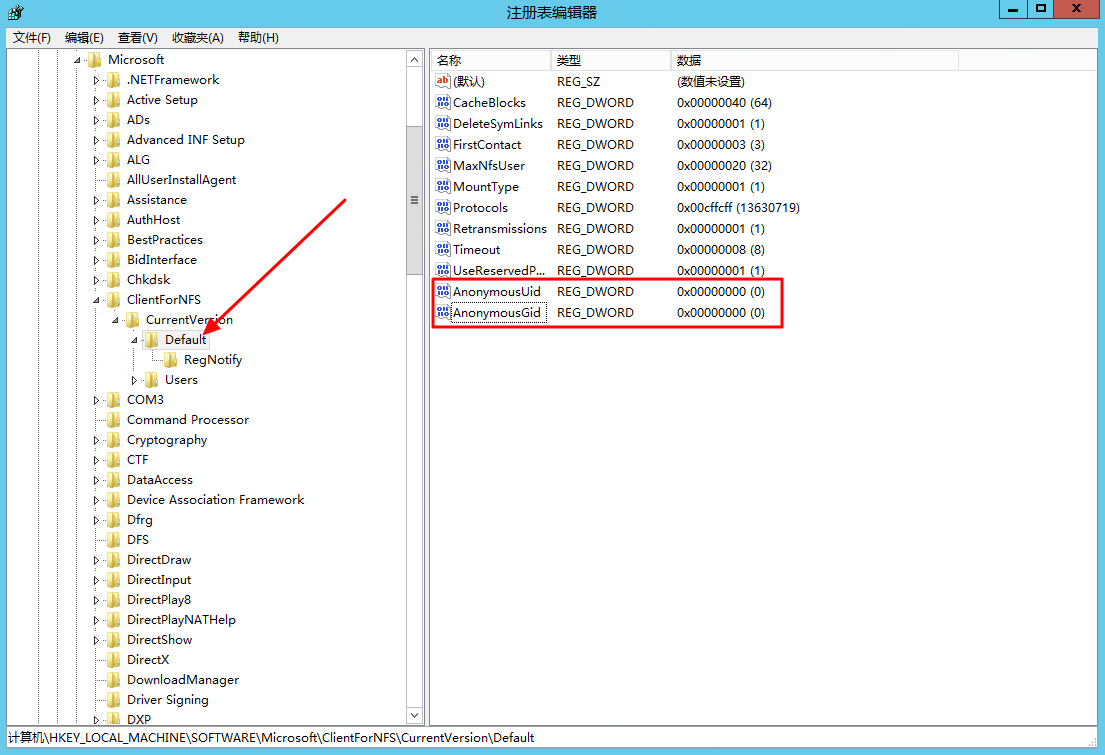 注册表编辑器
文件(F) 编辑(E) 查看(V) 收藏夹(A) 帮助(H)
Microsoft
.NETFramework
Active Setup
ADs
Advanced INF Setup
ALG
AllUserInstallAgent
Assistance
AuthHost
BestPractices
BidInterface
Chkdsk
ClientForNFS
CurrentVersion
Default
RegNotify
Users
COM3
Command Processor
Cryptography
CTF
DataAccess
Device Association Framework
Dfrg
DFS
DirectDraw
DirectInput
DirectPlay8
DirectPlayNATHelp
DirectShow
DirectX
DownloadManager
Driver Signing
DXP
名称 类型 数据
(默认) REG_SZ (数值未设置)
CacheBlocks REG_DWORD 0x00000040 (64)
DeleteSymLinks REG_DWORD 0x00000001 (1)
FirstContact REG_DWORD 0x00000003 (3)
MaxNfsUser REG_DWORD 0x00000020 (32)
MountType REG_DWORD 0x00000001 (1)
Protocols REG_DWORD 0x00cffcff (13630719)
Retransmissions REG_DWORD 0x00000001 (1)
Timeout REG_DWORD 0x00000008 (8)
UseReservedP... REG_DWORD 0x00000001 (1)
AnonymousUid REG_DWORD 0x00000000 (0)
AnonymousGid REG_DWORD 0x00000000 (0)
计算机\HKEY_LOCAL_MACHINE\SOFTWARE\Microsoft\ClientForNFS\CurrentVersion\Default